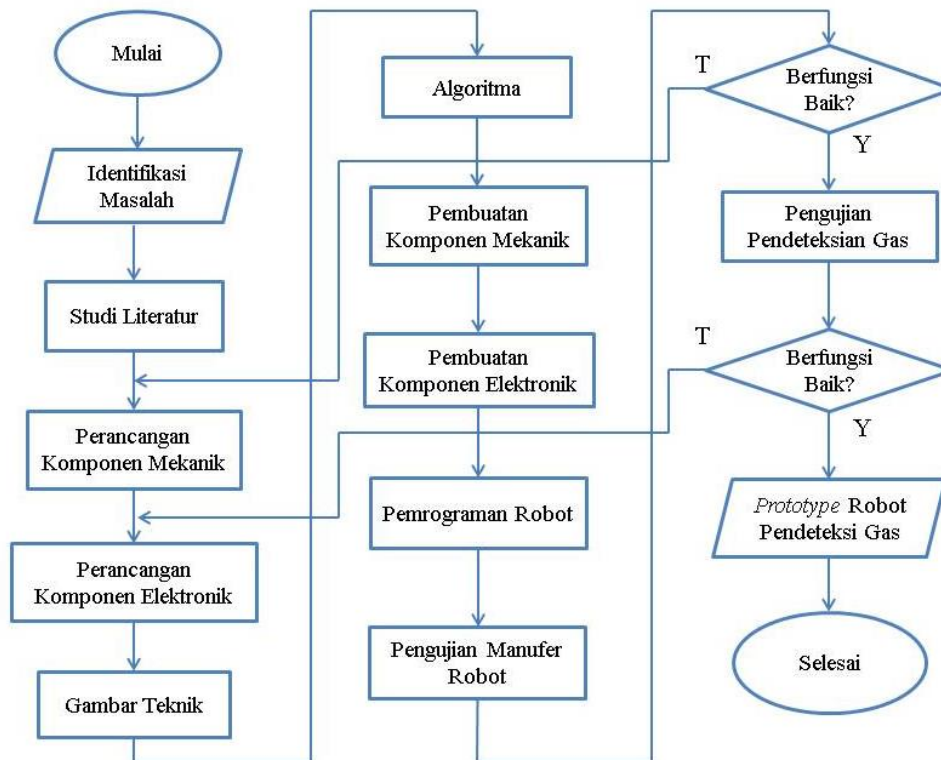 Mulai
Identifikasi
Masalah
Studi Literatur
Perancangan
Komponen Mekanik
Perancangan
Komponen Elektronik
Gambar Teknik
Algoritma
Pembuatan
Komponen Mekanik
Pembuatan
Komponen Elektronik
Pemrograman Robot
Pengujian Manufer
Robot
T
Berfungsi
Baik?
Y
Pengujian
Pendeteksian Gas
T
Berfungsi
Baik?
Y
Prototype Robot
Pendeteksi Gas
Selesai